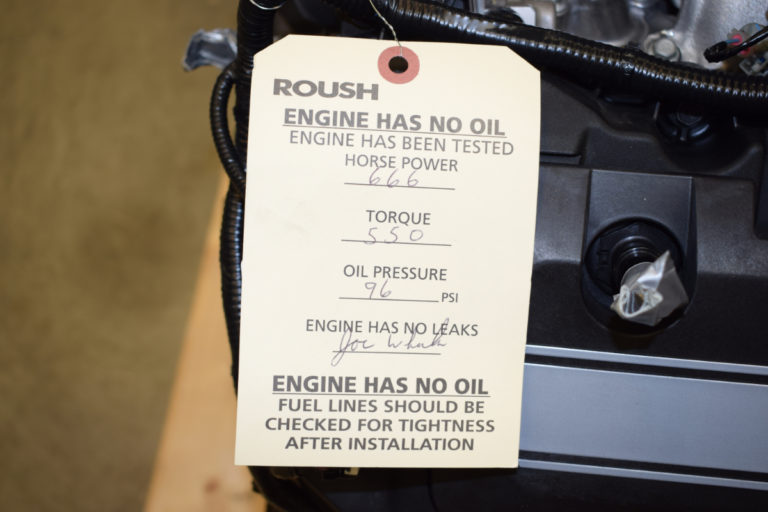 ROUSH
ENGINE HAS NO OIL
ENGINE HAS BEEN TESTED
HORSE POWER
666
TORQUE
550
OIL PRESSURE
96 PSI
ENGINE HAS NO LEAKS
Joe
ENGINE HAS NO OIL
FUEL LINES SHOULD BE
CHECKED FOR TIGHTNESS
AFTER INSTALLATION